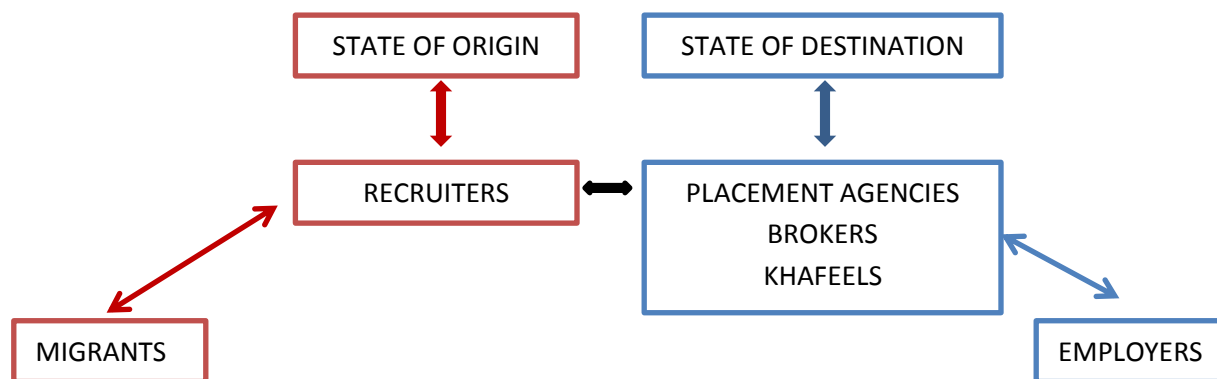 STATE OF ORIGIN
STATE OF DESTINATION
RECRUITERS
PLACEMENT AGENCIES
BROKERS
KHAFEELS
MIGRANTS
EMPLOYERS